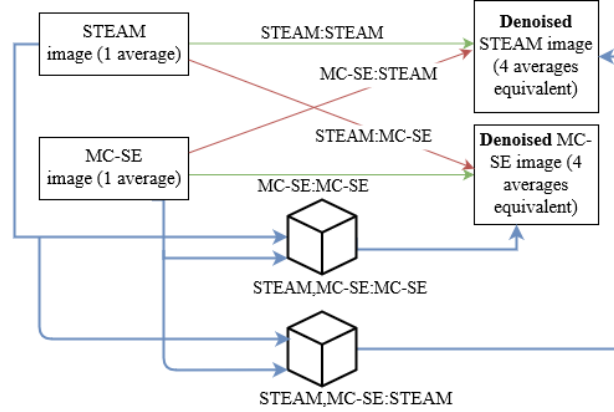 STEAM
image (1 average)
STEAM:STEAM
Denoised
STEAM image
(4 averages
equivalent)
MC-SE:STEAM
STEAM:MC-SE
MC-SE
image (1 average)
Denoised MC-
SE image (4
averages
equivalent)
MC-SE:MC-SE
STEAM,MC-SE:MC-SE
STEAM,MC-SE:STEAM